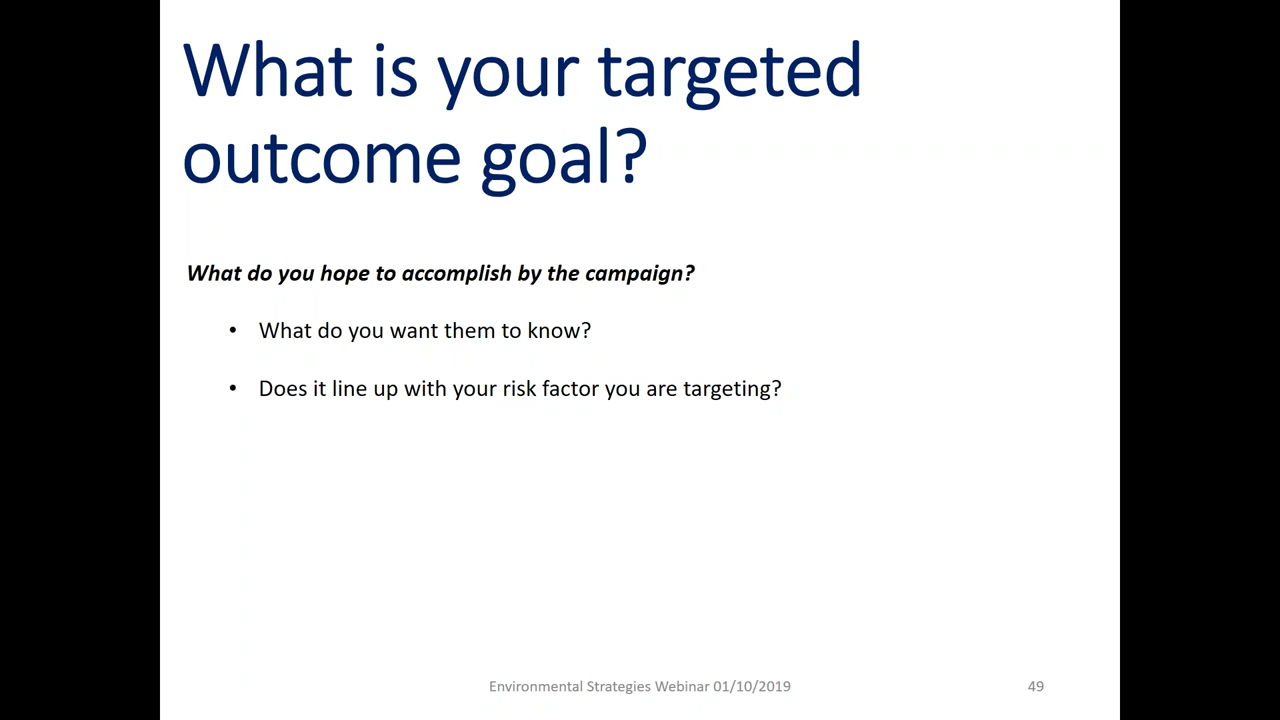 What is your targeted
outcome goal?
What do you hope to accomplish by the campaign?
• What do you want them to know?
• Does it line up with your risk factor you are targeting?
Environmental Strategies Webinar 01/10/2019
49